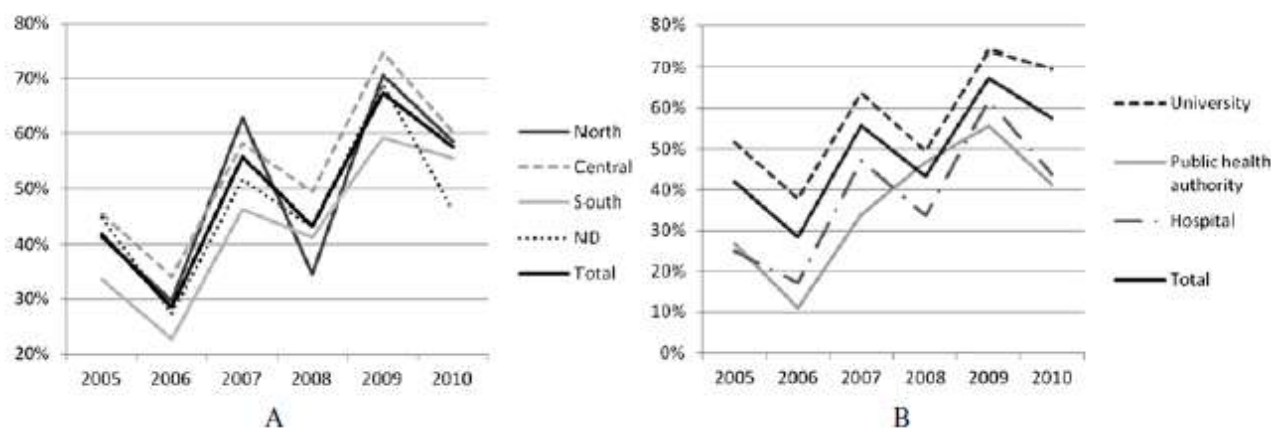 80%
70%
60%
50%
40%
30%
20%
2005 2006 2007 2008 2009 2010
North
Central
South
ND
Total
A
80%
70%
60%
50%
40%
30%
20%
10%
0%
2005 2006 2007 2008 2009 2010
University
Public health
authority
Hospital
Total
B